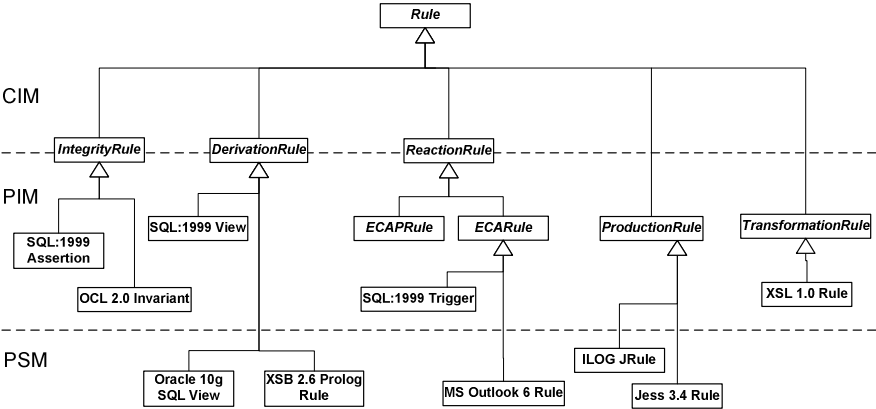 Rule
CIM
IntegrityRule
DerivationRule
ReactionRule
PIM
SQL:1999
Assertion
OCL 2.0 Invariant
SQL:1999 View
ECAPRule
ECARule
SQL:1999 Trigger
ProductionRule
TransformationRule
XSL 1.0 Rule
PSM
Oracle 10g
SQL View
XSB 2.6 Prolog
Rule
MS Outlook 6 Rule
ILOG JRule
Jess 3.4 Rule